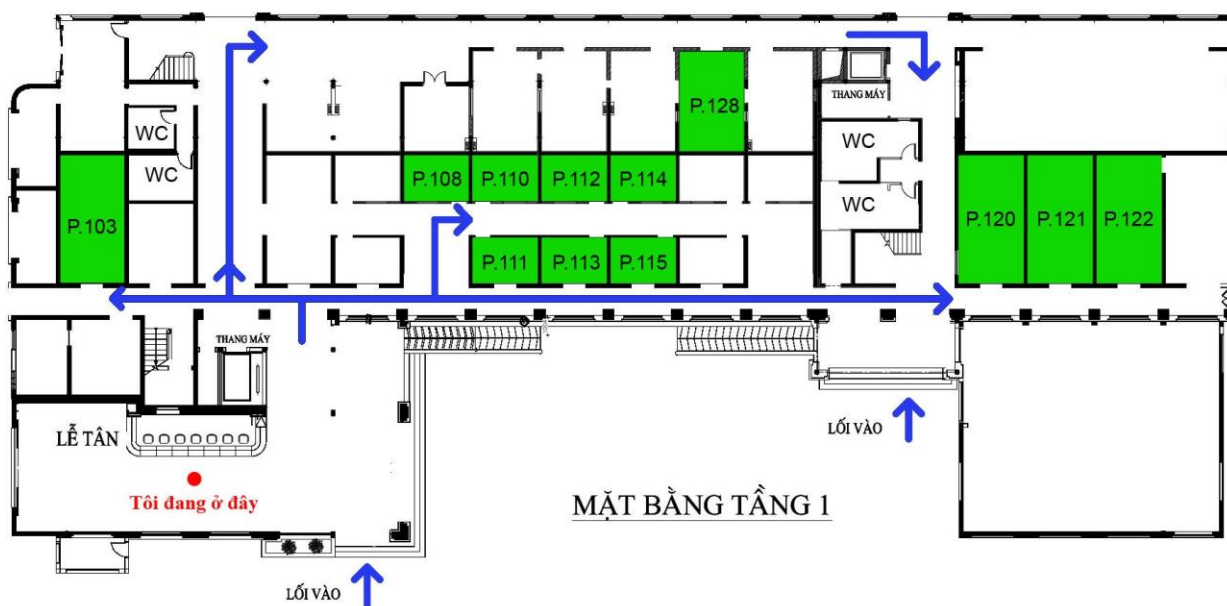 THANG MÁY
P.128
WC
WC
WC
P.108
P.110
P.112
P.114
P.103
WC
P.120
P.121
P.122
P.111
P.113
P.115
THANG MÁY
LỄ TÂN
LỐI VÀO
Tôi đang ở đây
MẶT BẰNG TẦNG 1
LỐI VÀO